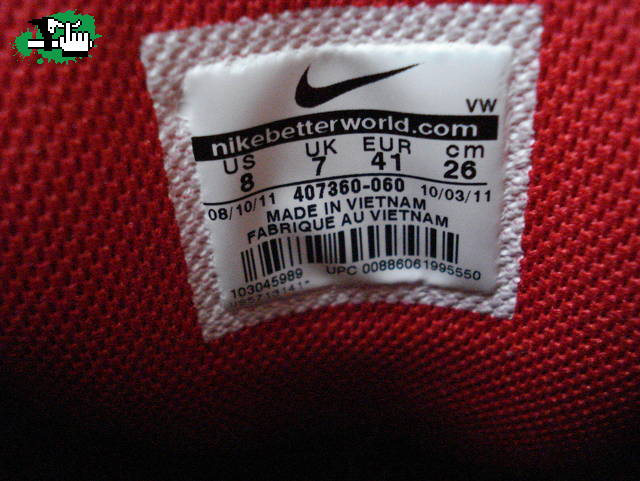 VW
nikebetterworld.com
US UK EUR cm
8 7 41 26
08/10/11 407360-060 10/03/11
MADE IN VIETNAM
FABRIQUE AU VIETNAM
103045989 UPC 00886061995550